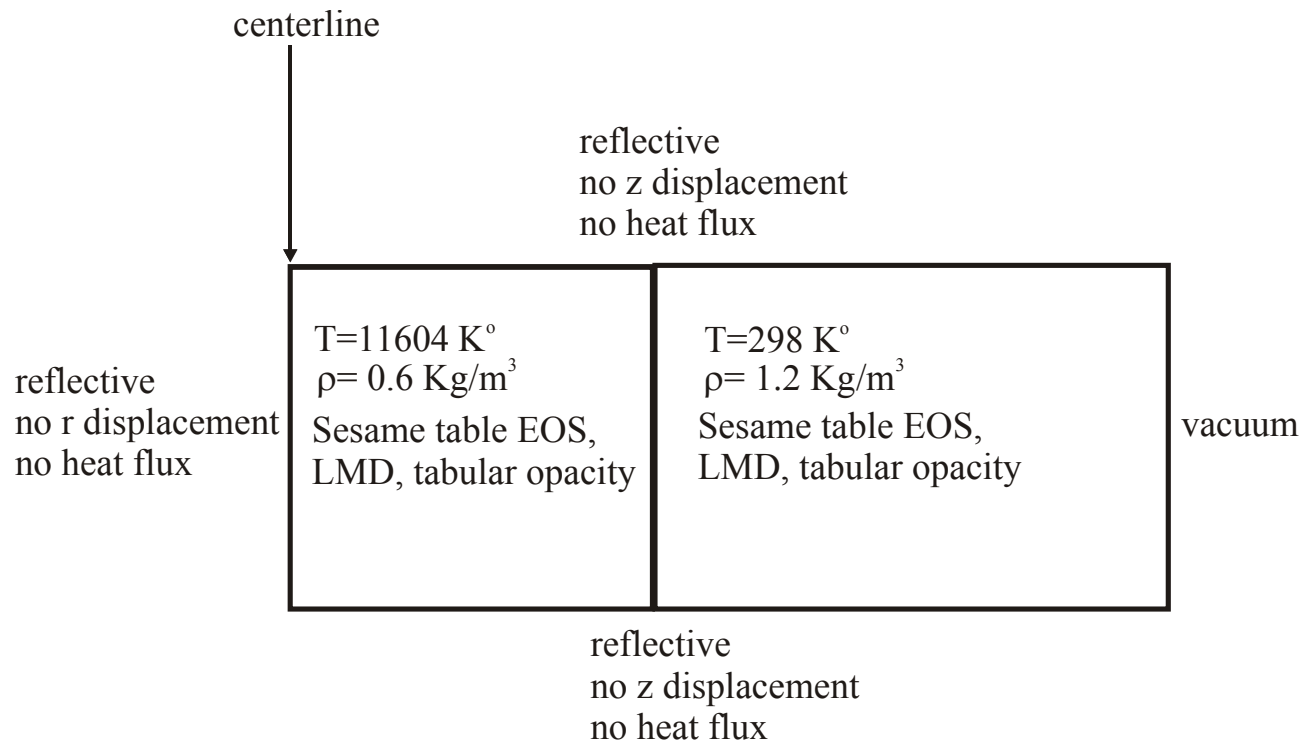 centerline
reflective
no z displacement
no heat flux
reflective
no r displacement
no heat flux
T=11604 K°
ρ= 0.6 Kg/m³
Sesame table EOS,
LMD, tabular opacity
T=298 K°
ρ= 1.2 Kg/m³
Sesame table EOS,
LMD, tabular opacity
vacuum
reflective
no z displacement
no heat flux